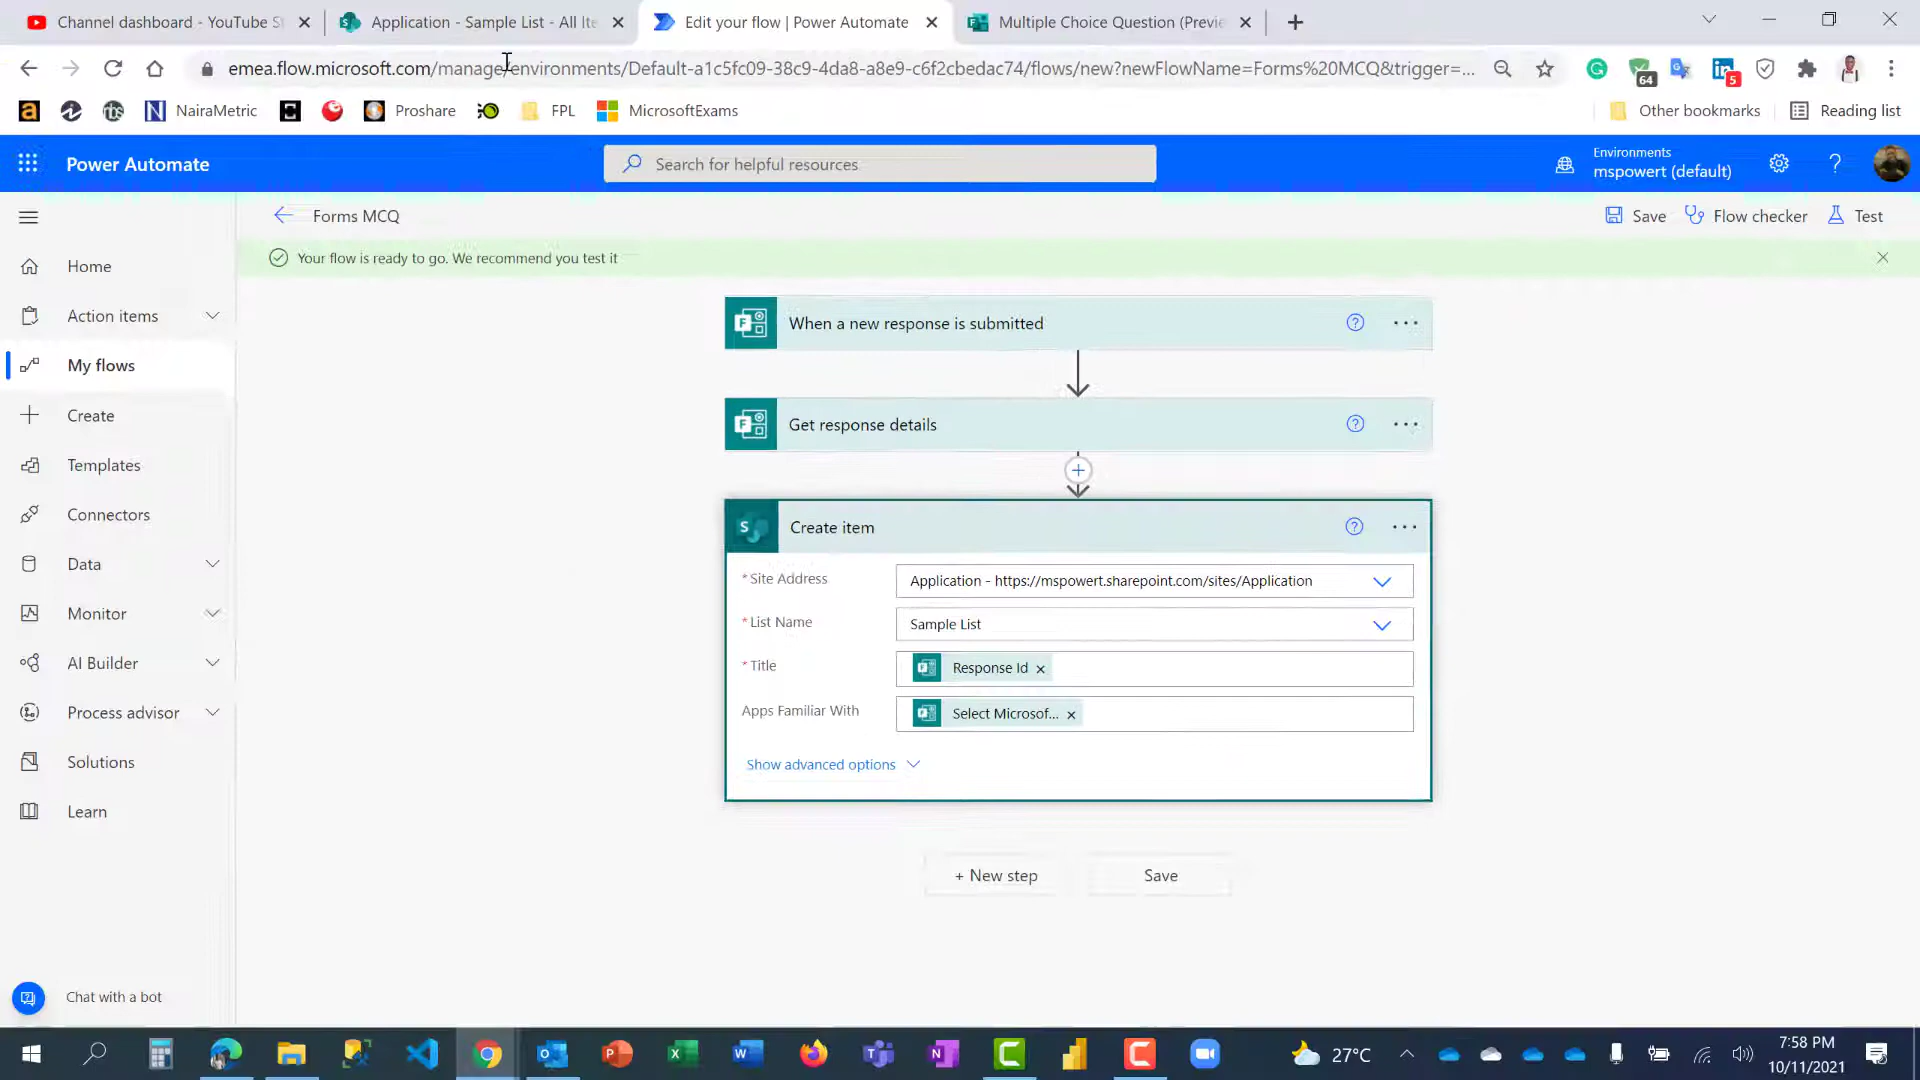 Channel dashboard - YouTube S
Application - Sample List - All Ite
Edit your flow | Power Automate
Multiple Choice Question (Previe
emea.flow.microsoft.com/manage/environments/Default-a1c5fc09-38c9-4da8-a8e9-c6f2cbedac74/flows/new?newFlowName=Forms%20MCQ&trigger=...
64
5
NairaMetric
Proshare
FPL
MicrosoftExams
Other bookmarks
Reading list
Power Automate
Search for helpful resources
Environments
mspowert (default)
Forms MCQ
Save
Flow checker
Test
Your flow is ready to go. We recommend you test it
Home
Action items
My flows
Create
Templates
Connectors
Data
Monitor
AI Builder
Process advisor
Solutions
Learn
Chat with a bot
When a new response is submitted
Get response details
Create item
* Site Address
Application - https://mspowert.sharepoint.com/sites/Application
* List Name
Sample List
* Title
Response Id
Apps Familiar With
Select Microsof...
Show advanced options
+ New step
Save
27°C
7:58 PM
10/11/2021